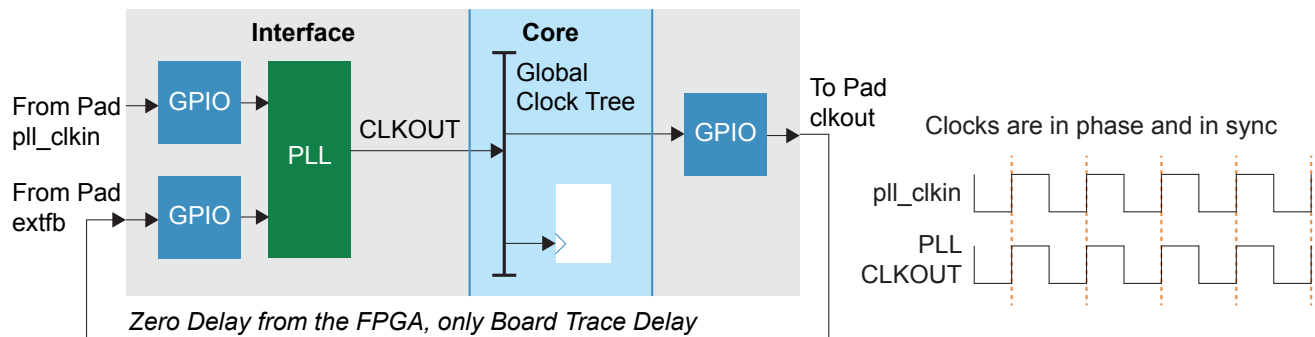 Interface
Core
From Pad
pll_clkin
GPIO
PLL
CLKOUT
Global
Clock Tree
GPIO
To Pad
clkout
From Pad
extfb
GPIO
Zero Delay from the FPGA, only Board Trace Delay
Clocks are in phase and in sync
pll_clkin
PLL
CLKOUT